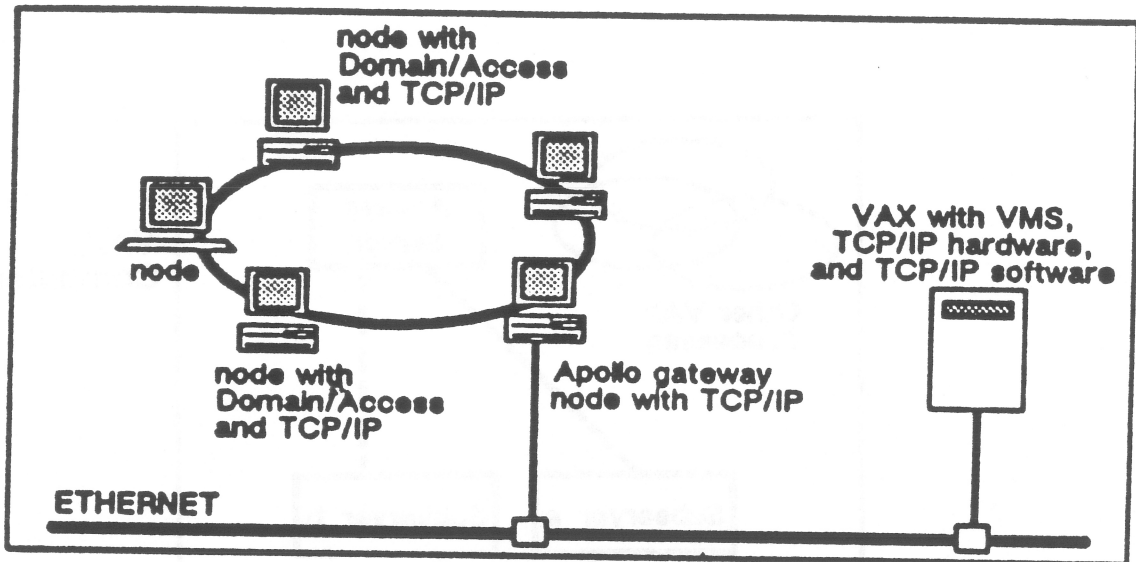 node with
Domain/Access
and TCP/IP
VAX with VMS,
TCP/IP hardware,
and TCP/IP software
node
node with
Domain/Access
and TCP/IP
Apollo gateway
node with TCP/IP
ETHERNET